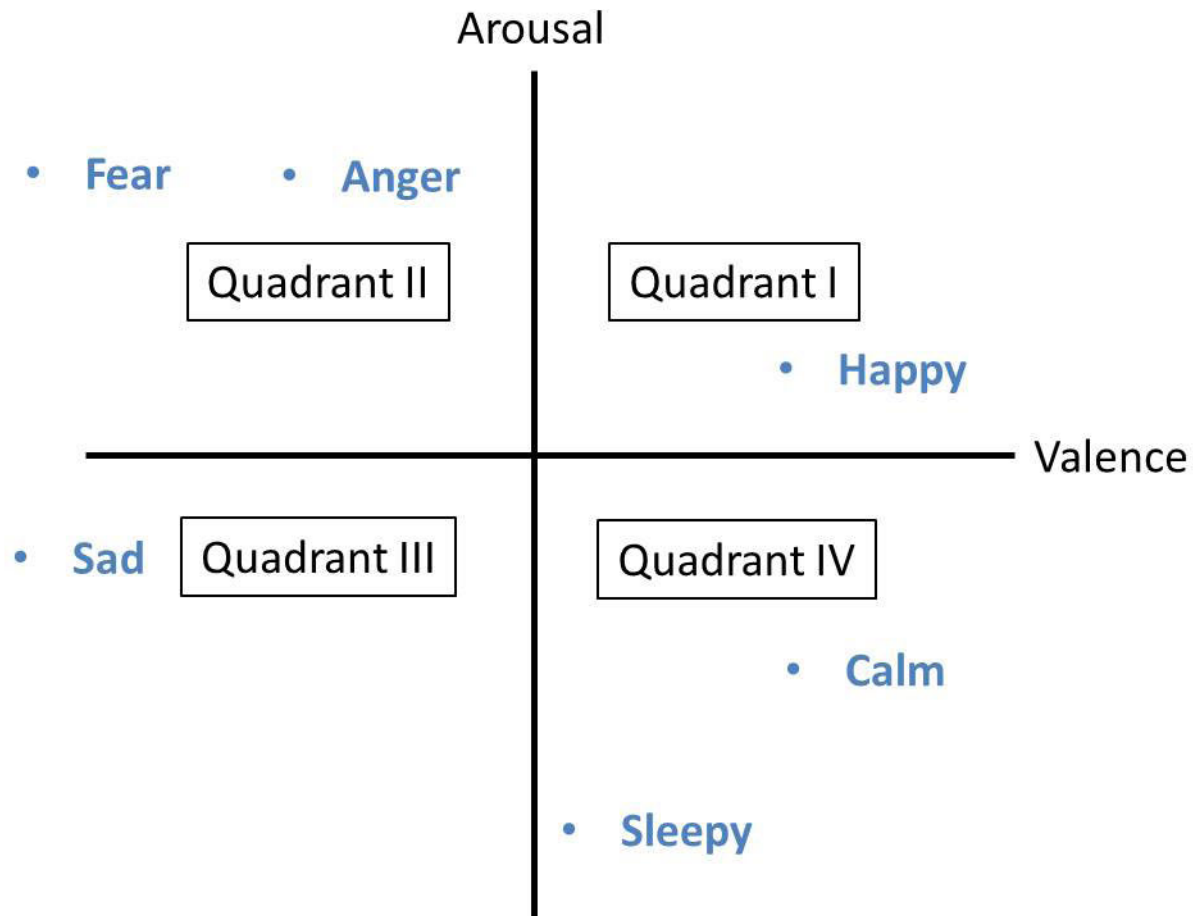 Arousal
• Fear
• Anger
Quadrant II
Quadrant I
• Happy
Valence
• Sad
Quadrant III
Quadrant IV
• Calm
• Sleepy